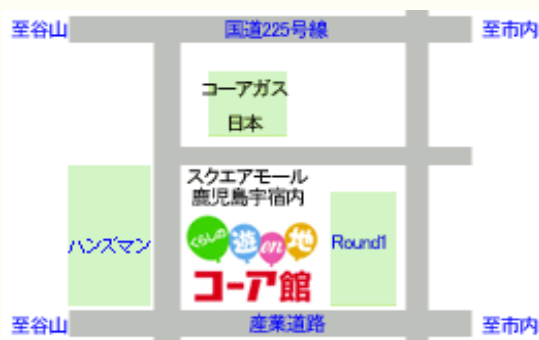 至谷山 国道225号線 至市内
コーアガス
日本
スクエアモール
鹿児島宇宿内
くらしの遊en地
ハンズマン
Round1
コーア館
至谷山 産業道路 至市内